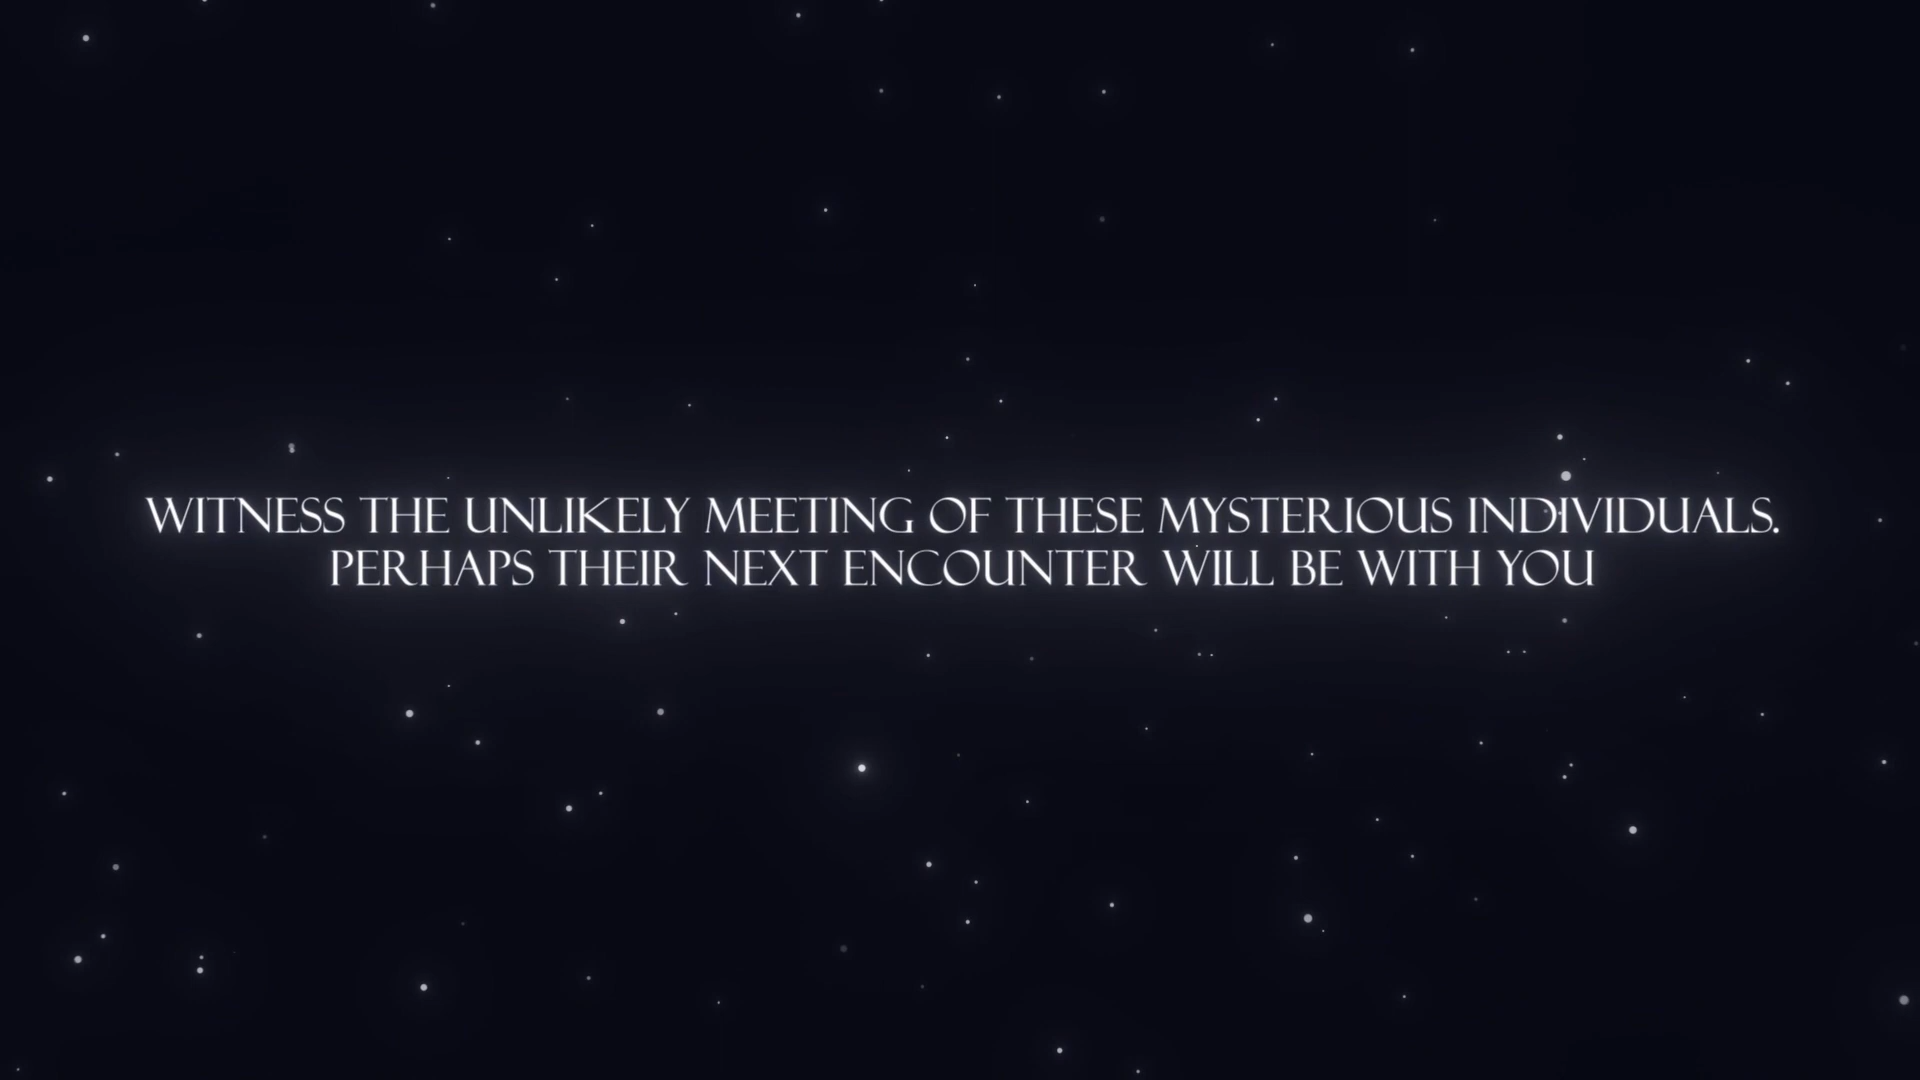 WITNESS THE UNLIKELY MEETING OF THESE MYSTERIOUS INDIVIDUALS.
PERHAPS THEIR NEXT ENCOUNTER WILL BE WITH YOU